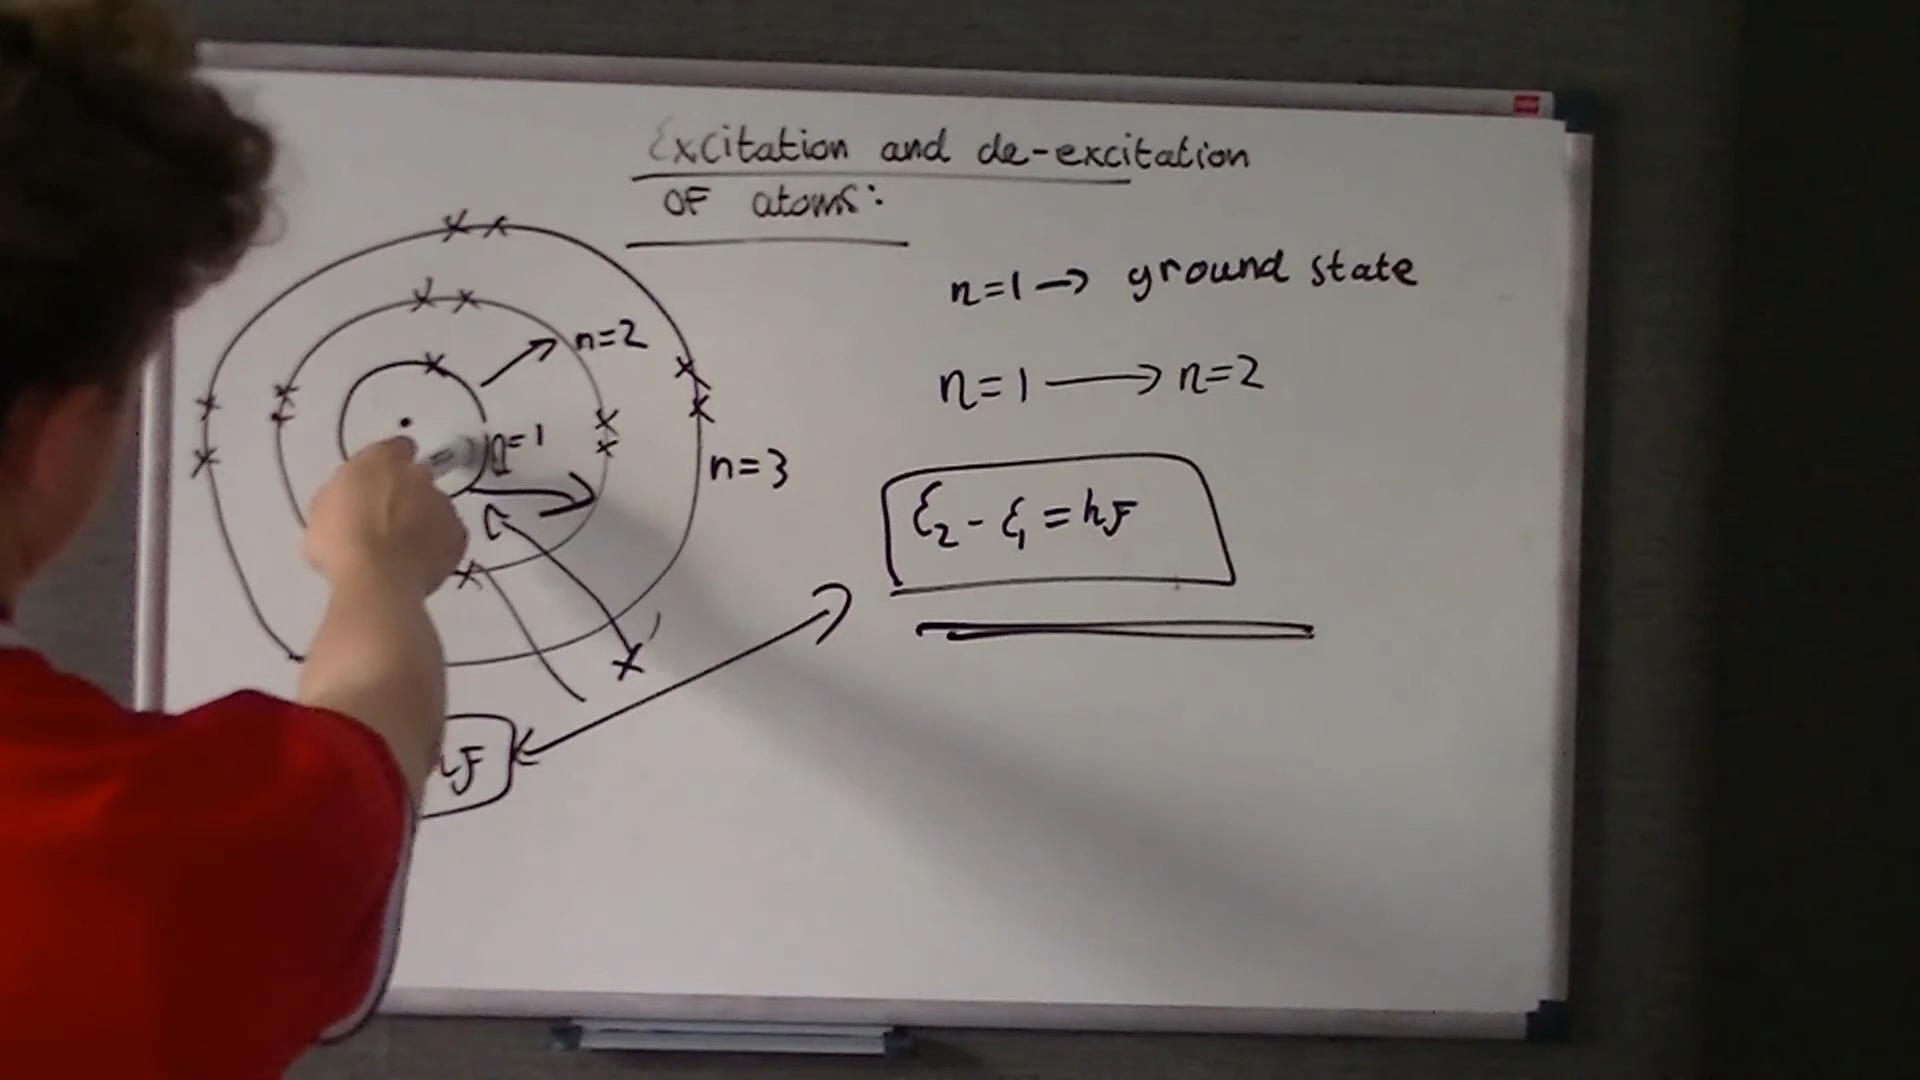 Excitation and de-excitation
OF atoms:
n=1 → ground state
n=2
n=1 → n=2
n=1
n=3
E2 - E1 = hF
hF